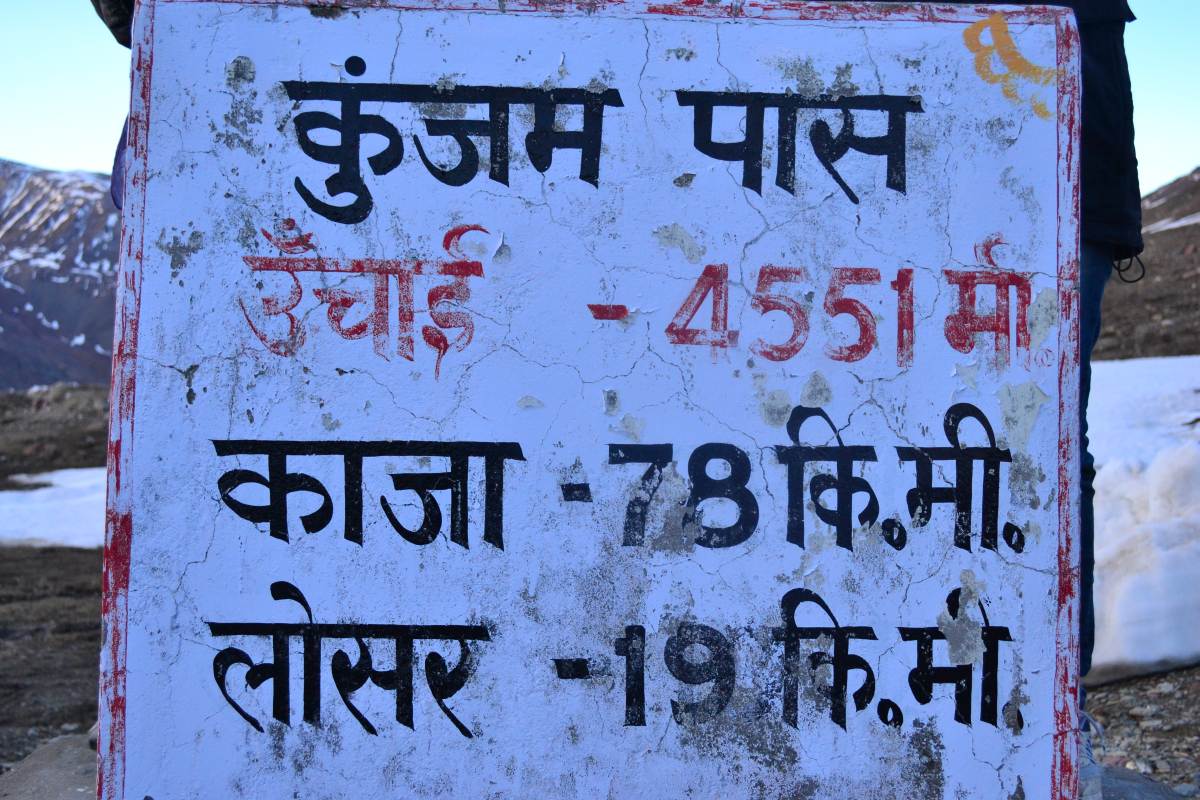 कुंजम पास
उँचाई - 4551 मी.
काजा - 78 कि.मी.
लोसर - 19 कि.मी.